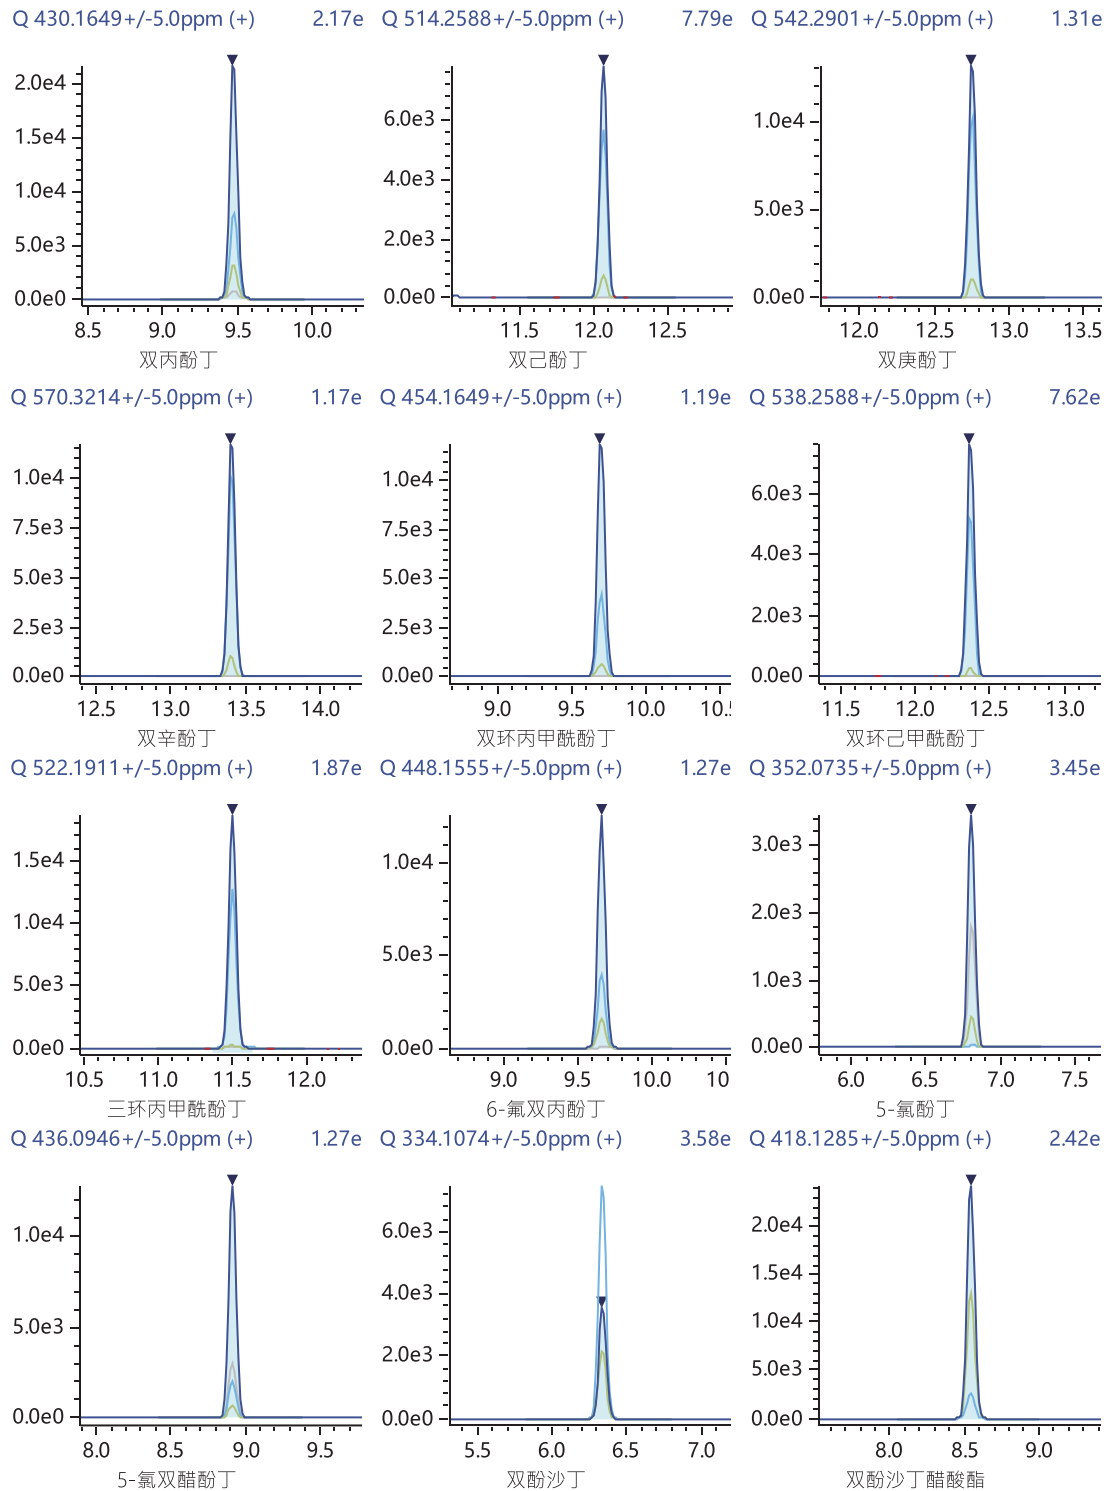 Q 430.1649+/-5.0ppm (+) 2.17e
2.0e4
1.5e4
1.0e4
5.0e3
0.0e0
8.5 9.0 9.5 10.0
双丙酚丁
Q 514.2588+/-5.0ppm (+) 7.79e
6.0e3
4.0e3
2.0e3
0.0e0
11.5 12.0 12.5
双己酚丁
Q 542.2901+/-5.0ppm (+) 1.31e
1.0e4
5.0e3
0.0e0
12.0 12.5 13.0 13.5
双庚酚丁
Q 570.3214+/-5.0ppm (+) 1.17e
1.0e4
7.5e3
5.0e3
2.5e3
0.0e0
12.5 13.0 13.5 14.0
双辛酚丁
Q 454.1649+/-5.0ppm (+) 1.19e
1.0e4
7.5e3
5.0e3
2.5e3
0.0e0
9.0 9.5 10.0 10.5
双环丙甲酰酚丁
Q 538.2588+/-5.0ppm (+) 7.62e
6.0e3
4.0e3
2.0e3
0.0e0
11.5 12.0 12.5 13.0
双环己甲酰酚丁
Q 522.1911+/-5.0ppm (+) 1.87e
1.5e4
1.0e4
5.0e3
0.0e0
10.5 11.0 11.5 12.0
三环丙甲酰酚丁
Q 448.1555+/-5.0ppm (+) 1.27e
1.0e4
5.0e3
0.0e0
9.0 9.5 10.0 10
6-氟双丙酚丁
Q 352.0735+/-5.0ppm (+) 3.45e
3.0e3
2.0e3
1.0e3
0.0e0
6.0 6.5 7.0 7.5
5-氯酚丁
Q 436.0946+/-5.0ppm (+) 1.27e
1.0e4
5.0e3
0.0e0
8.0 8.5 9.0 9.5
5-氯双醋酚丁
Q 334.1074+/-5.0ppm (+) 3.58e
6.0e3
4.0e3
2.0e3
0.0e0
5.5 6.0 6.5 7.0
双酚沙丁
Q 418.1285+/-5.0ppm (+) 2.42e
2.0e4
1.5e4
1.0e4
5.0e3
0.0e0
8.0 8.5 9.0
双酚沙丁醋酸酯